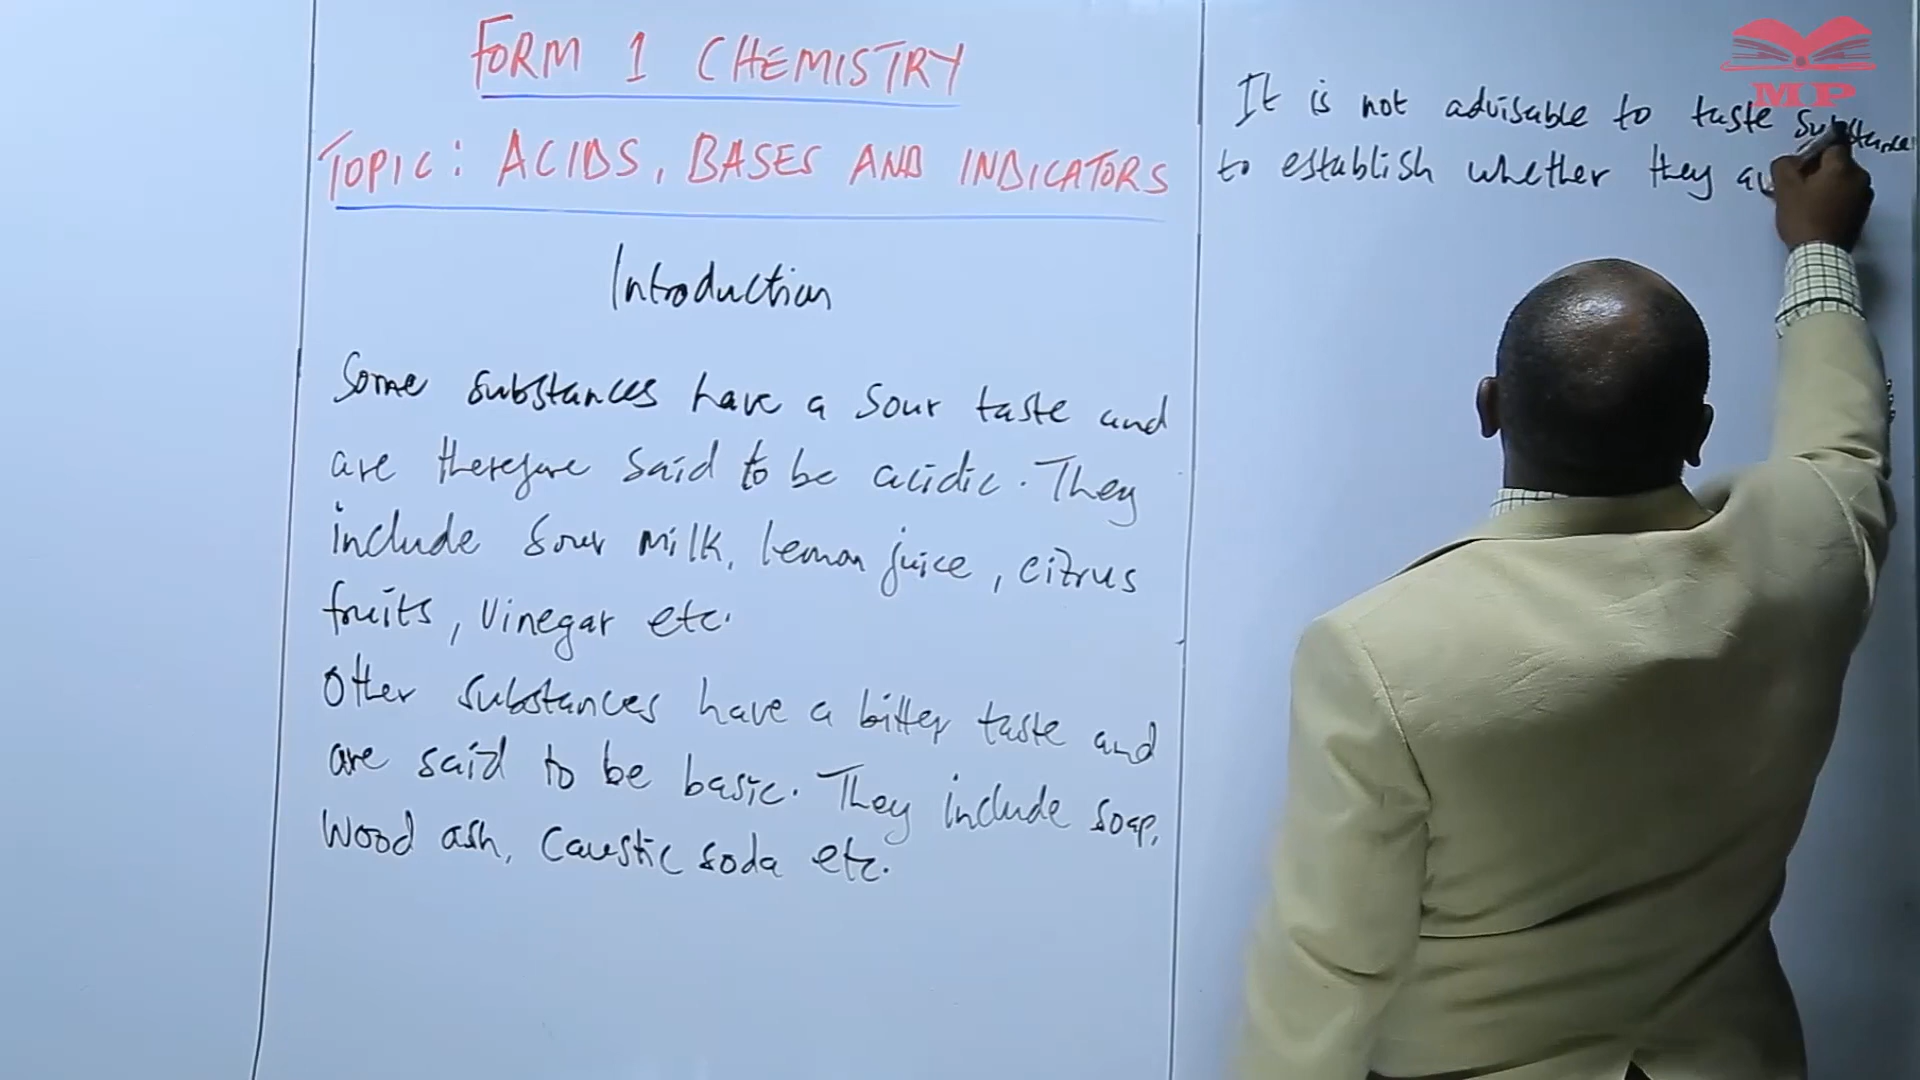 FORM 1 CHEMISTRY
TOPIC: ACIDS, BASES AND INDICATORS
Introduction
Some substances have a sour taste and
are therefore said to be acidic. They
include sour milk, lemon juice, citrus
fruits, vinegar etc.
Other substances have a bitter taste and
are said to be basic. They include soap,
Wood ash, Caustic soda etc.
It is not advisable to taste
to establish whether they
MP